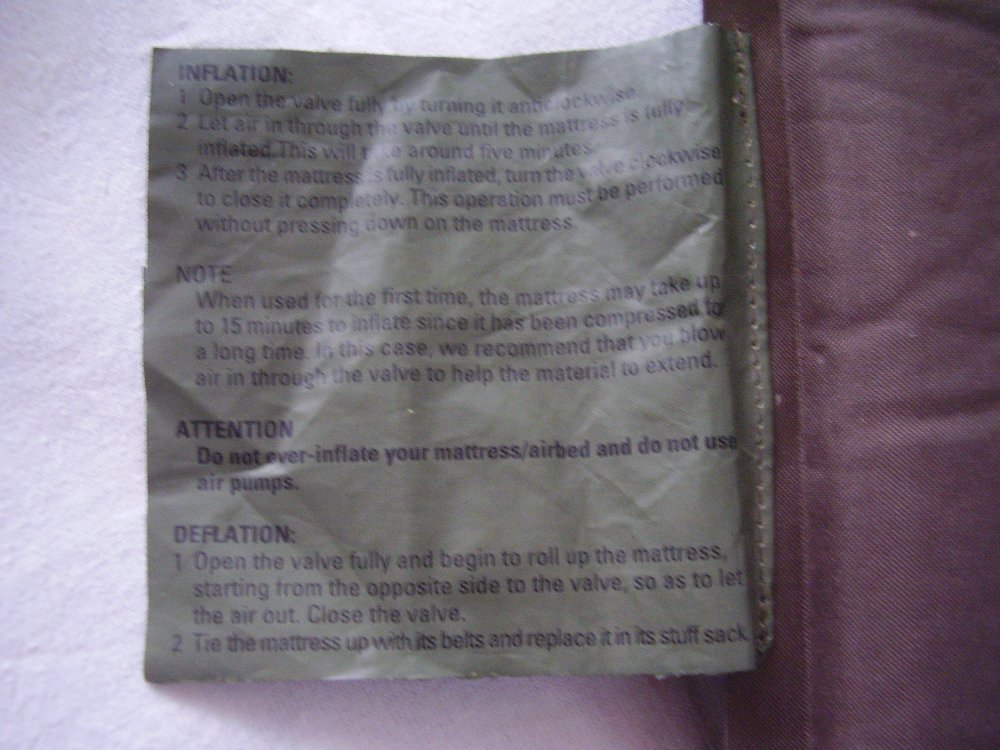 INFLATION:
1 Open the valve fully by turning it anticlockwise.
2 Let air in through the valve until the mattress is fully
inflated.This will take around five minutes.
3 After the mattress is fully inflated, turn the valve clockwise
to close it completely. This operation must be performed
without pressing down on the mattress.
NOTE
When used for the first time, the mattress may take up
to 15 minutes to inflate since it has been compressed fo
a long time. In this case, we recommend that you blow
air in through the valve to help the material to extend.
ATTENTION
Do not over-inflate your mattress/airbed and do not use
air pumps.
DEFLATION:
1 Open the valve fully and begin to roll up the mattress,
starting from the opposite side to the valve, so as to let
the air out. Close the valve.
2 Tie the mattress up with its belts and replace it in its stuff sack.